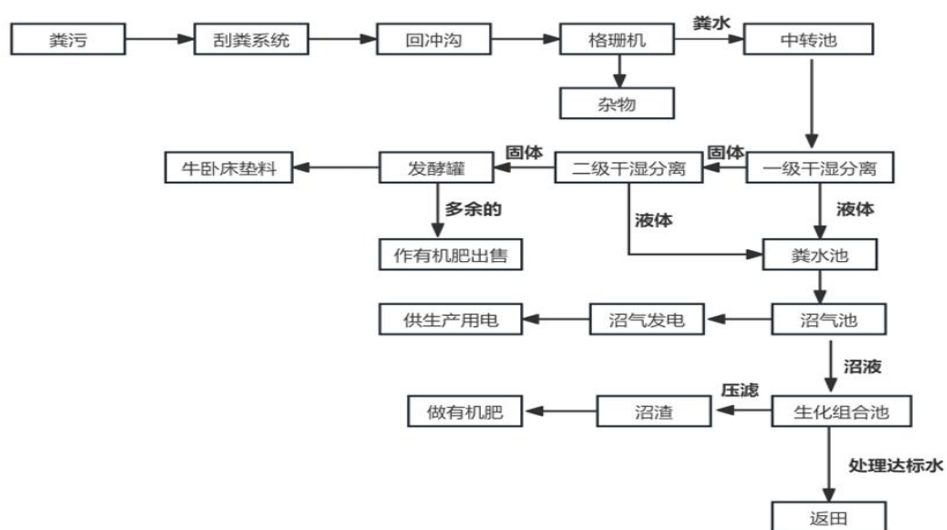 粪污
刮粪系统
回冲沟
格珊机
粪水
中转池
杂物
牛卧床垫料
发酵罐
固体
二级干湿分离
固体
一级干湿分离
多余的
液体
液体
作有机肥出售
粪水池
供生产用电
沼气发电
沼气池
沼液
做有机肥
沼渣
压滤
生化组合池
处理达标水
返田